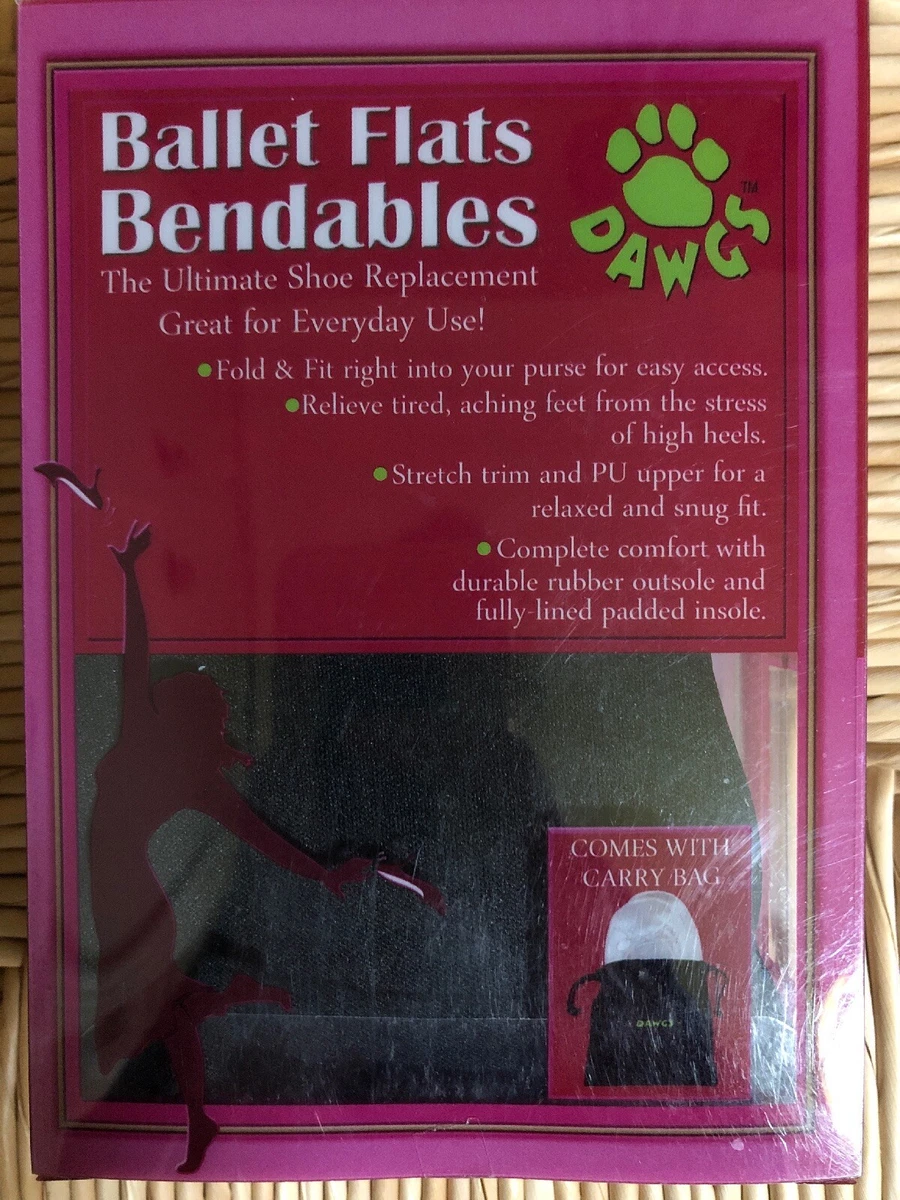 Ballet Flats
Bendables
The Ultimate Shoe Replacement
Great for Everyday Use!
DAWGS
TM
•Fold & Fit right into your purse for easy access.
•Relieve tired, aching feet from the stress
of high heels.
•Stretch trim and PU upper for a
relaxed and snug fit.
•Complete comfort with
durable rubber outsole and
fully-lined padded insole.
COMES WITH
CARRY BAG
DAWGS